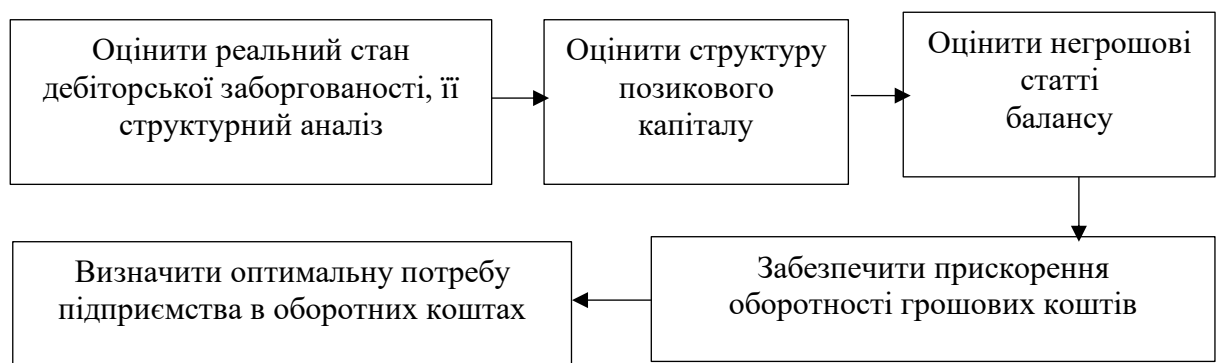 Оцінити реальний стан
дебіторської заборгованості, її
структурний аналіз
Оцінити структуру
позикового
капіталу
Оцінити негрошові
статті
балансу
Забезпечити прискорення
оборотності грошових коштів
Визначити оптимальну потребу
підприємства в оборотних коштах